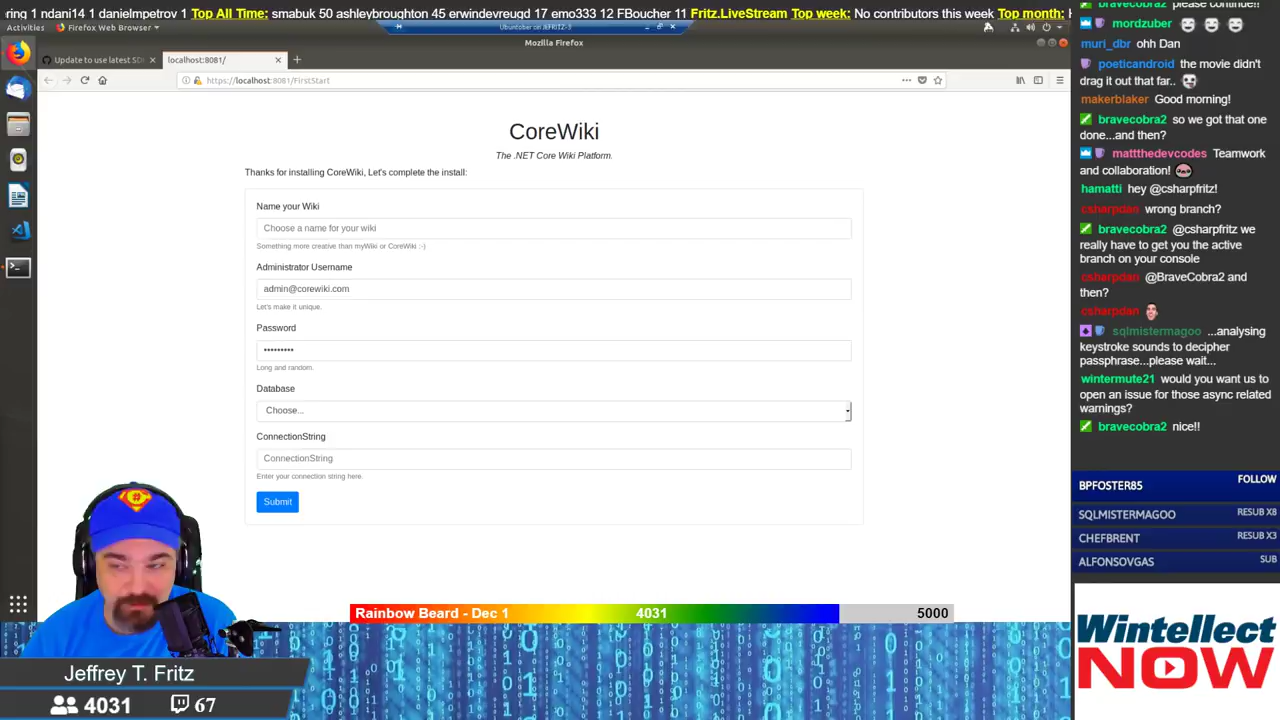 ring 1 ndani14 1 danielmpetrov 1 Top All Time: smabuk 50 ashleybroughton 45 erwindevreugd 17 emo333 12 FBoucher 11 Fritz.LiveStream Top week: No contributors this week Top month:
Activities Firefox Web Browser
Mozilla Firefox
Update to use latest SD
localhost:8081/
https://localhost:8081/FirstStart
CoreWiki
The .NET Core Wiki Platform.
Thanks for installing CoreWiki, Let's complete the install:
Name your Wiki
Choose a name for your wiki
Something more creative than myWiki or CoreWiki :-)
Administrator Username
admin@corewiki.com
Let's make it unique.
Password
•••••••••
Long and random.
Database
Choose...
ConnectionString
ConnectionString
Enter your connection string here.
Submit
Rainbow Beard - Dec 1 4031 5000
Jeffrey T. Fritz
4031 67
bravecobra2 please continue!!
mordzuber
muri_dbr ohh Dan
poeticandroid the movie didn't
drag it out that far..
makerblaker Good morning!
bravecobra2 so we got that one
done...and then?
mattthedevcodes Teamwork
and collaboration!
hamatti hey @csharpfritz!
csharpdan wrong branch?
bravecobra2 @csharpfritz we
really have to get you the active
branch on your console
csharpdan @BraveCobra2 and
then?
csharpdan
sqlmistermagoo ...analysing
keystroke sounds to decipher
passphrase...please wait...
wintermute21 would you want us to
open an issue for those async related
warnings?
bravecobra2 nice!!
BPFOSTER85 FOLLOW
SQLMISTERMAGOO RESUB X8
CHEFBRENT RESUB X3
ALFONSOVGAS SUB
Wintellect
NOW